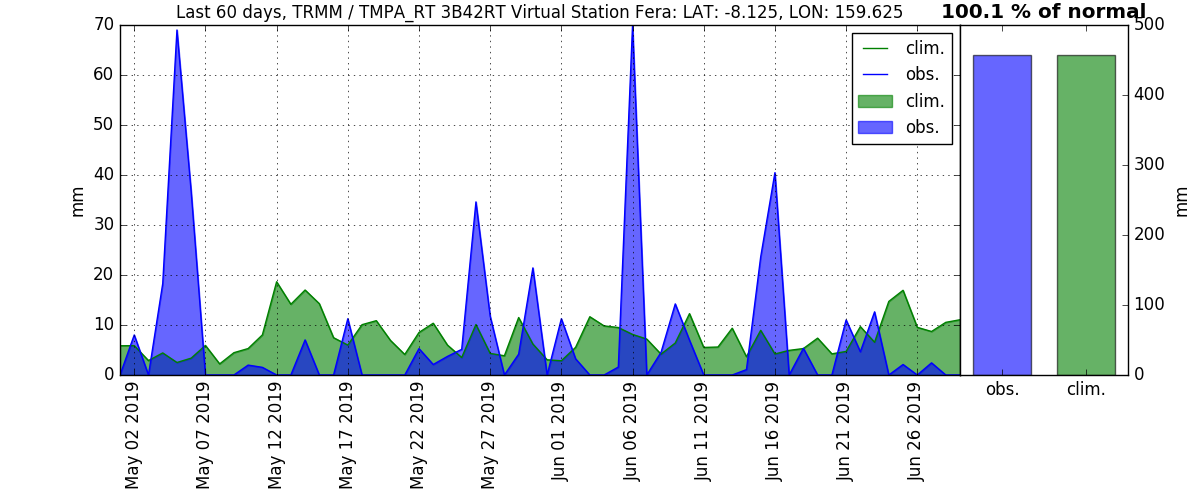 Last 60 days, TRMM / TMPA_RT 3B42RT Virtual Station Fera: LAT: -8.125, LON: 159.625
100.1 % of normal
70
60
50
40
30
20
10
0
mm
clim.
obs.
clim.
obs.
May 02 2019
May 07 2019
May 12 2019
May 17 2019
May 22 2019
May 27 2019
Jun 01 2019
Jun 06 2019
Jun 11 2019
Jun 16 2019
Jun 21 2019
Jun 26 2019
500
400
300
200
100
0
mm
obs.
clim.